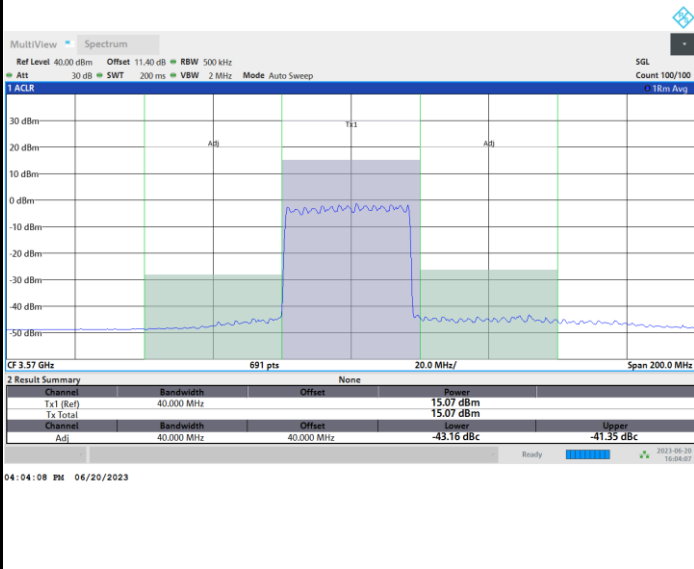 MultiView Spectrum
Ref Level 40.00 dBm Offset 11.40 dB RBW 500 kHz SGL
Att 30 dB SWT 200 ms VBW 2 MHz Mode Auto Sweep Count 100/100
1 ACLR 1Rm Avg
30 dBm
Tx1
20 dBm
Adj Adj
10 dBm
0 dBm
-10 dBm
-20 dBm
-30 dBm
-40 dBm
-50 dBm
CF 3.57 GHz 691 pts 20.0 MHz/ Span 200.0 MHz
2 Result Summary None
Channel Bandwidth Offset Power
Tx1 (Ref) 40.000 MHz 15.07 dBm
Tx Total 15.07 dBm
Channel Bandwidth Offset Lower Upper
Adj 40.000 MHz 40.000 MHz -43.16 dBc -41.35 dBc
Ready 2023-06-20
16:04:07
04:04:08 PM 06/20/2023